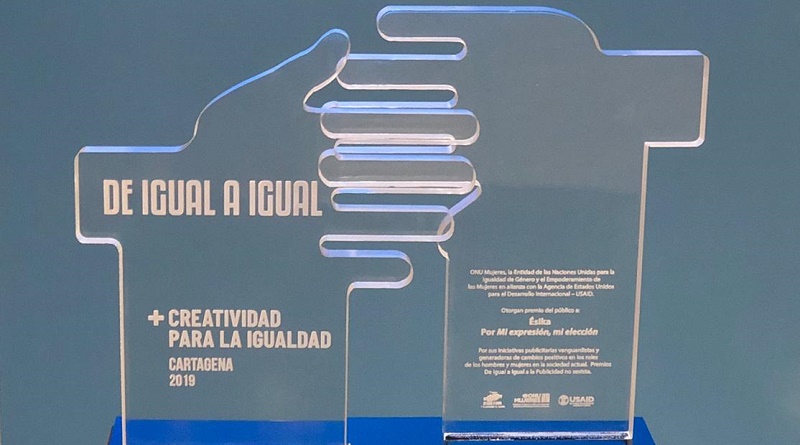 DE IGUAL A IGUAL
+ CREATIVIDAD
PARA LA IGUALDAD
CARTAGENA
2019
ONU Mujeres, la Entidad de las Naciones Unidas para la
Igualdad de Género y el Empoderamiento de
las Mujeres en alianza con la Agencia de Estados Unidos
para el Desarrollo Internacional – USAID.
Otorgan premio del público a:
Ésika
Por Mi expresión, mi elección
Por sus iniciativas publicitarias vanguardistas y
generadoras de cambios positivos en los roles
de los hombres y mujeres en la sociedad actual. Premios
De Igual a Igual a la Publicidad no sexista.
ONU
MUJERES
USAID